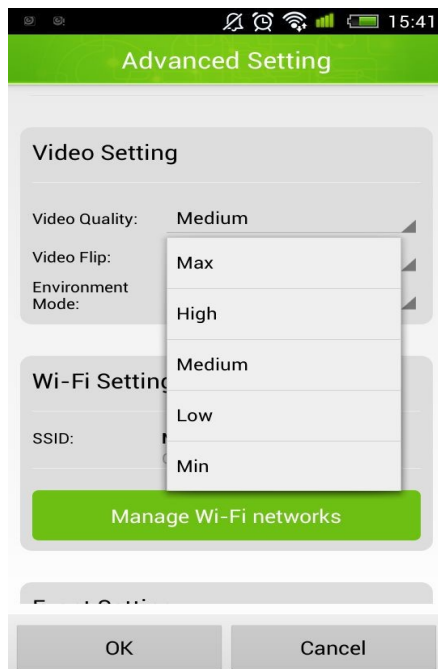 15:41
Advanced Setting
Video Setting
Video Quality: Medium
Video Flip:
Max
Environment
Mode:
High
Medium
Wi-Fi Setting
Low
SSID:
Min
Manage Wi-Fi networks
OK Cancel